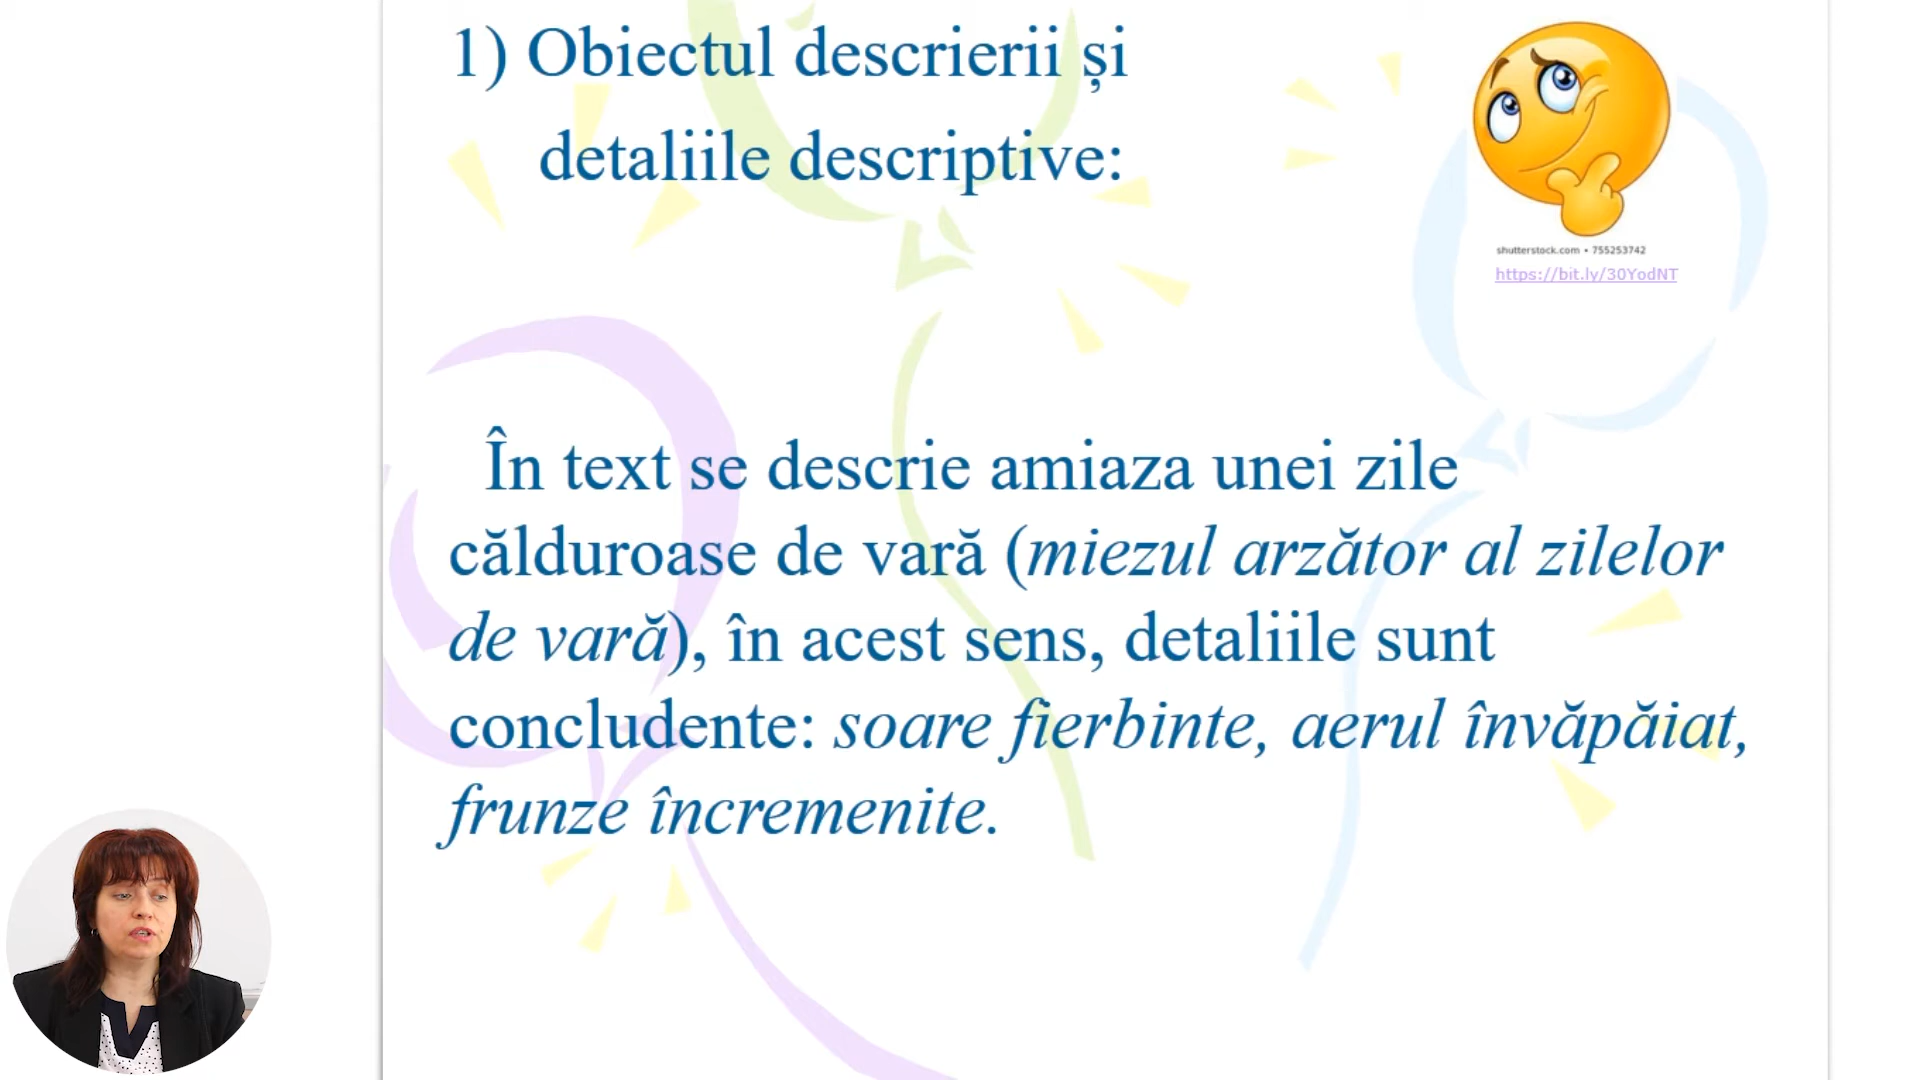 1) Obiectul descrierii și
detaliile descriptive:
shutterstock.com • 755253742
https://bit.ly/30YodNT
În text se descrie amiaza unei zile
călduroase de vară (miezul arzător al zilelor
de vară), în acest sens, detaliile sunt
concludente: soare fierbinte, aerul învăpăiat,
frunze încremenite.